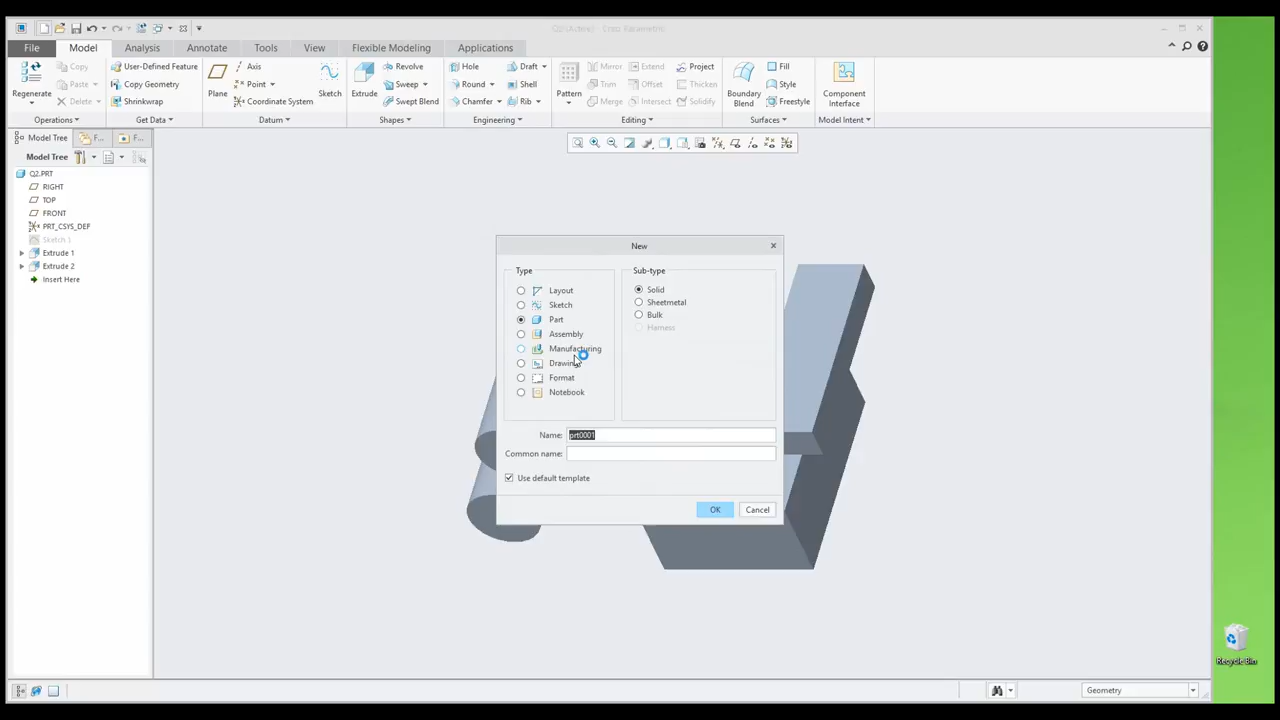 File Model Analysis Annotate Tools View Flexible Modeling Applications
Regenerate Copy Paste Delete User-Defined Feature Copy Geometry Shrinkwrap Plane Axis Point Coordinate System Sketch Extrude Revolve Sweep Swept Blend Hole Round Chamfer Draft Shell Rib Pattern Mirror Trim Merge Extend Offset Intersect Project Thicken Solidify Boundary Blend Fill Style Freestyle Component Interface
Operations Get Data Datum Shapes Engineering Editing Surfaces Model Intent
Model Tree F... F...
Model Tree
Q2.PRT
RIGHT
TOP
FRONT
PRT_CSYS_DEF
Sketch 1
Extrude 1
Extrude 2
Insert Here
New
Type Sub-type
Layout
Sketch
Part
Assembly
Manufacturing
Drawing
Format
Notebook
Solid
Sheetmetal
Bulk
Harness
Name: prt0001
Common name:
Use default template
OK Cancel
Geometry
Recycle Bin